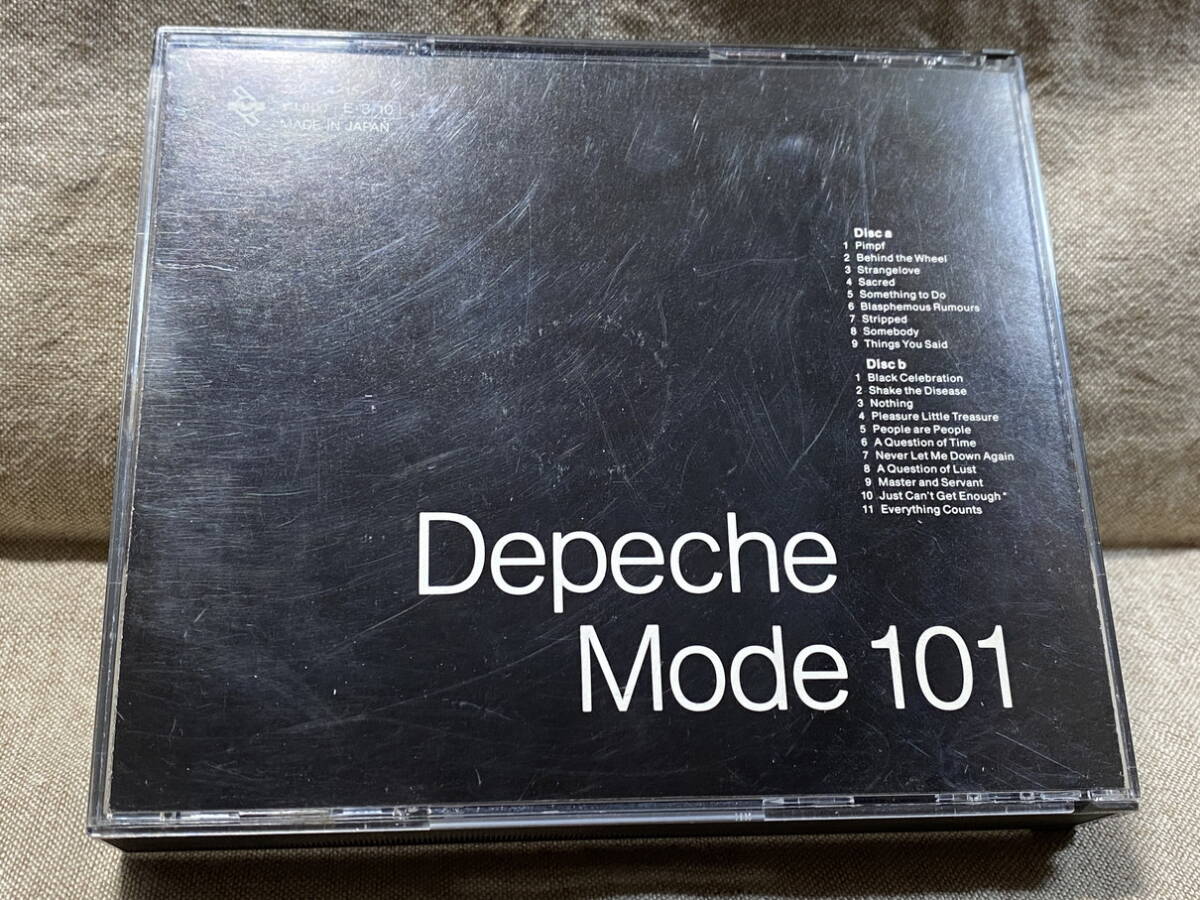 MADE IN JAPAN
Disc a
1 Pimpf
2 Behind the Wheel
3 Strangelove
4 Sacred
5 Something to Do
6 Blasphemous Rumours
7 Stripped
8 Somebody
9 Things You Said
Disc b
1 Black Celebration
2 Shake the Disease
3 Nothing
4 Pleasure Little Treasure
5 People are People
6 A Question of Time
7 Never Let Me Down Again
8 A Question of Lust
9 Master and Servant
10 Just Can't Get Enough*
11 Everything Counts
Depeche
Mode 101